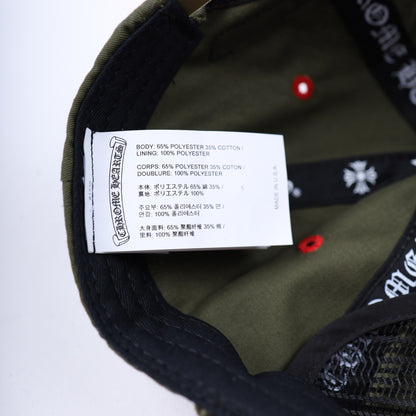 CHROME HEARTS
BODY: 65% POLYESTER 35% COTTON /
LINING: 100% POLYESTER
CORPS: 65% POLYESTER 35% COTTON /
DOUBLURE: 100% POLYESTER
本体: ポリエステル 65% 綿 35% /
裏地: ポリエステル 100%
주요부: 65% 폴리에스터 35% 면 /
안감: 100% 폴리에스터
大身面料: 65% 聚酯纤维 35% 棉 /
里料: 100% 聚酯纤维
MADE IN U.S.A.
CHROME HEARTS